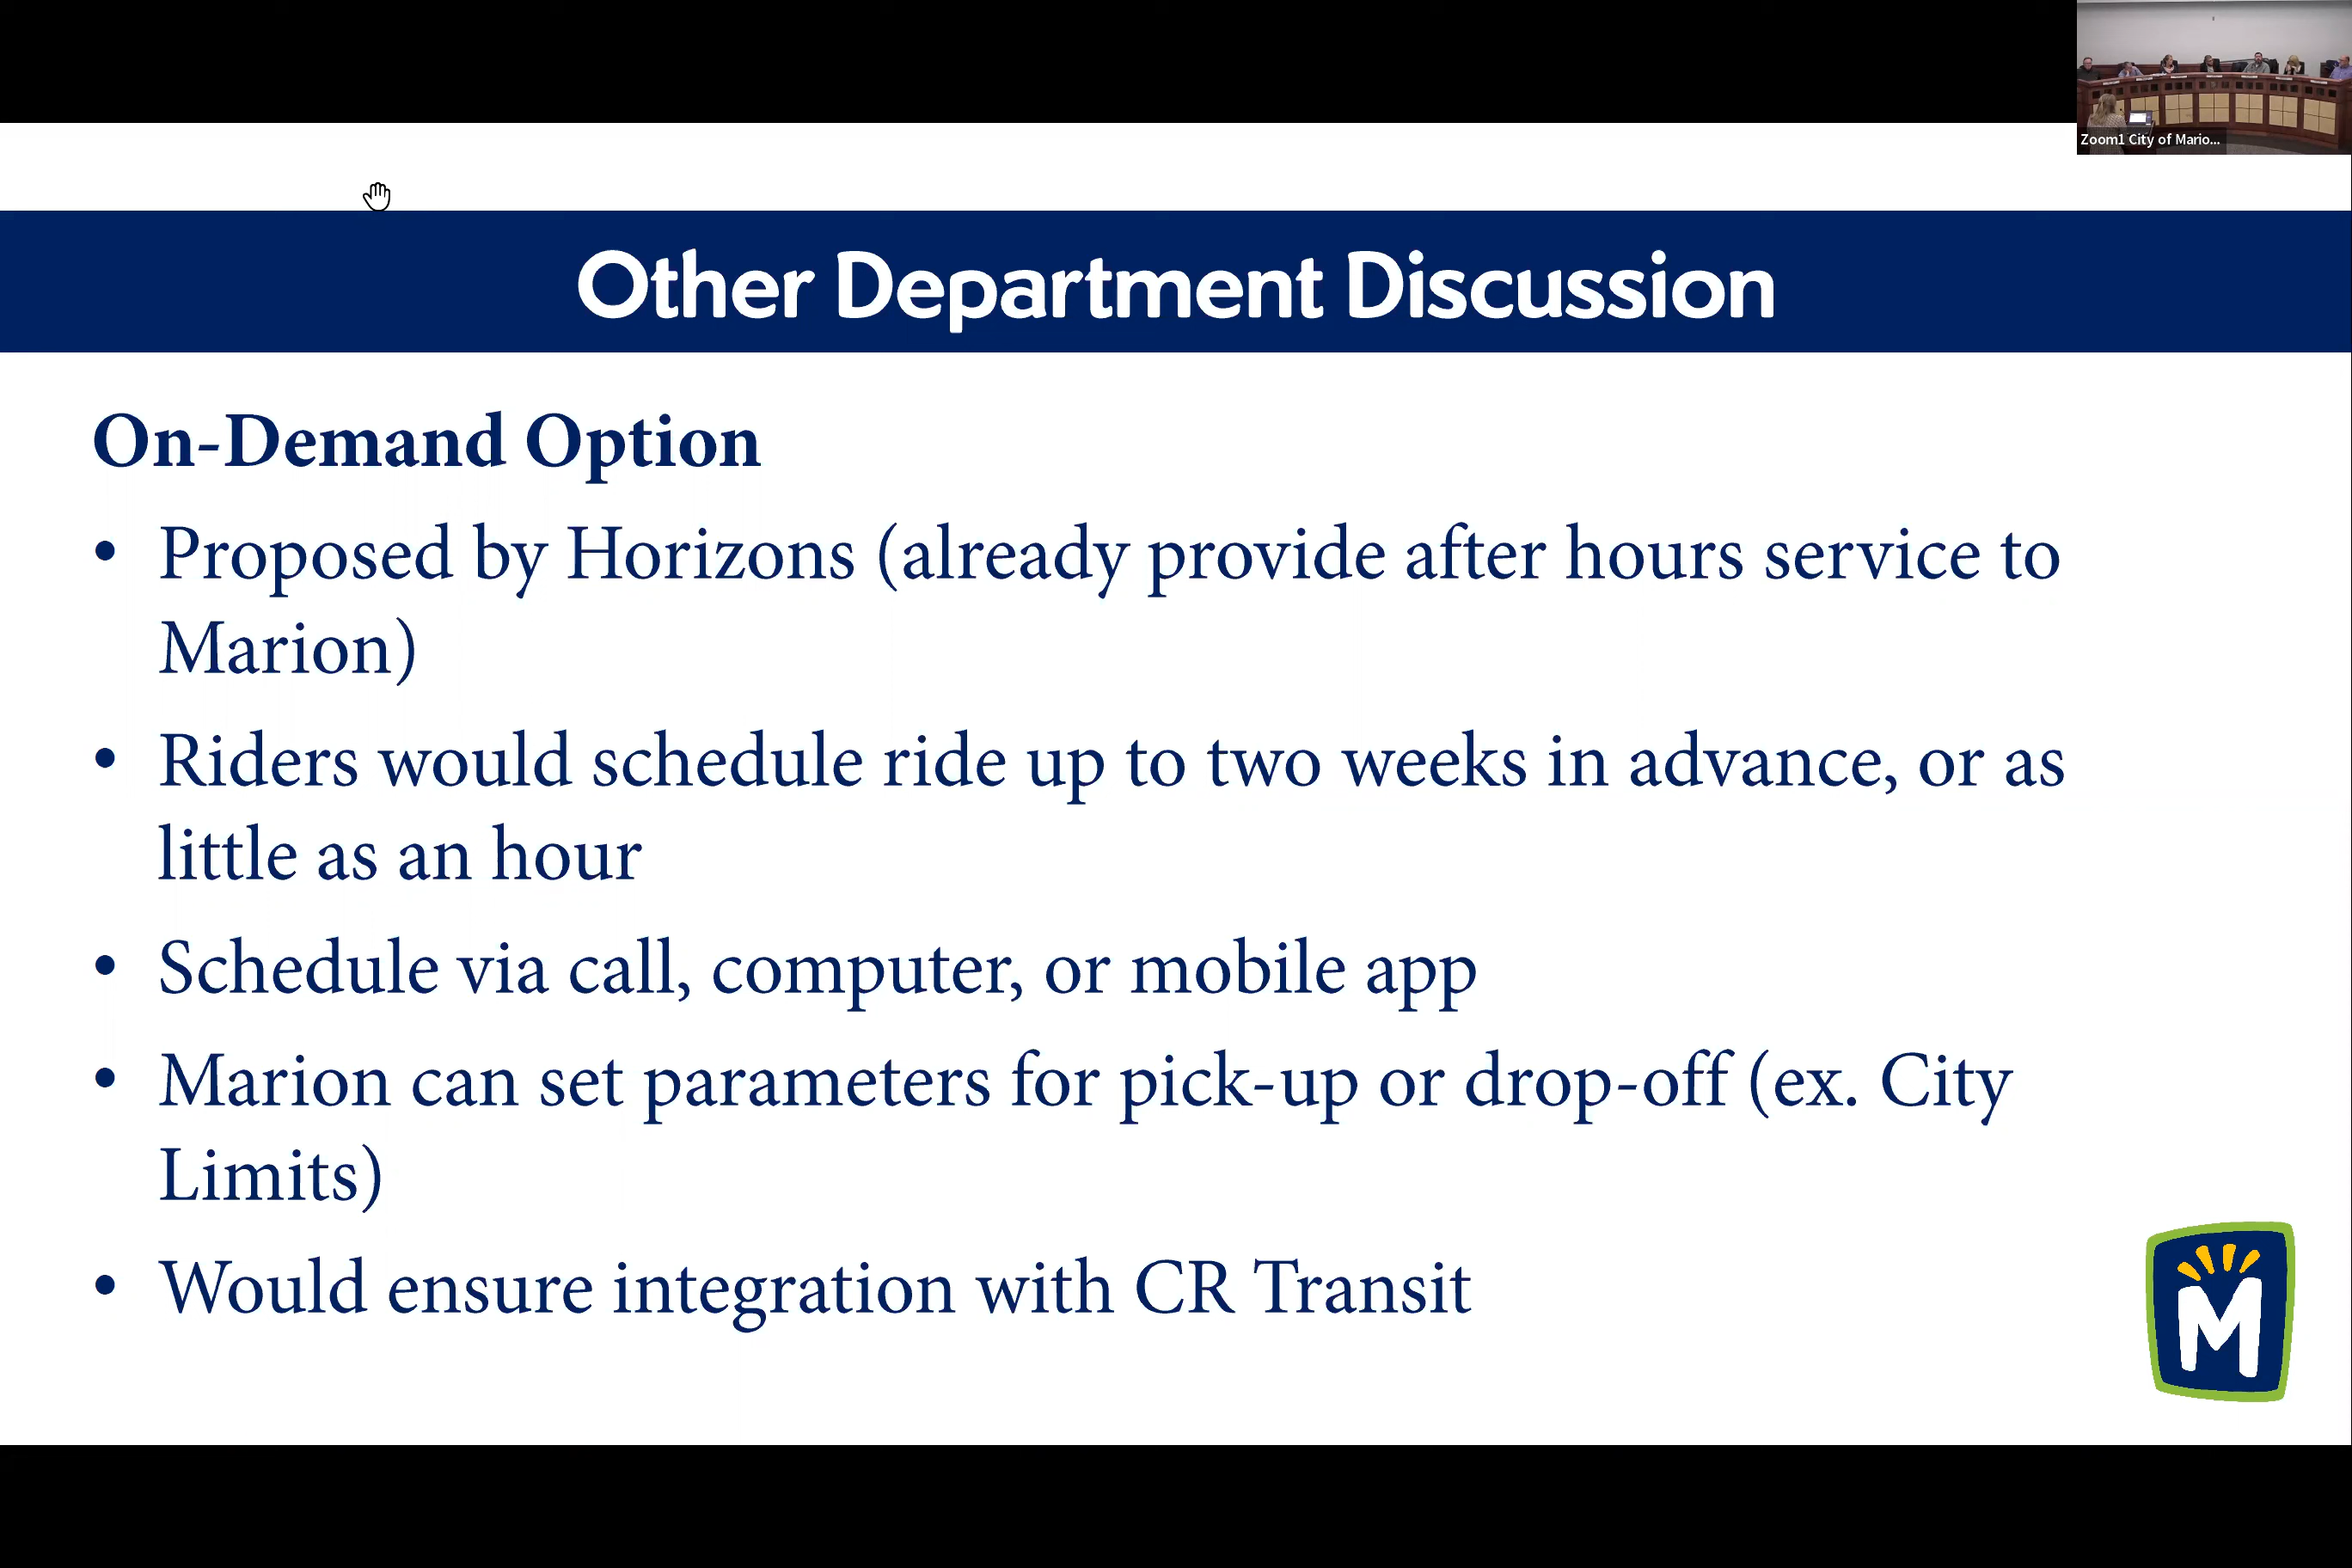 Zoom1 City of Mario...
Other Department Discussion
On-Demand Option
• Proposed by Horizons (already provide after hours service to
Marion)
• Riders would schedule ride up to two weeks in advance, or as
little as an hour
• Schedule via call, computer, or mobile app
• Marion can set parameters for pick-up or drop-off (ex. City
Limits)
• Would ensure integration with CR Transit
M